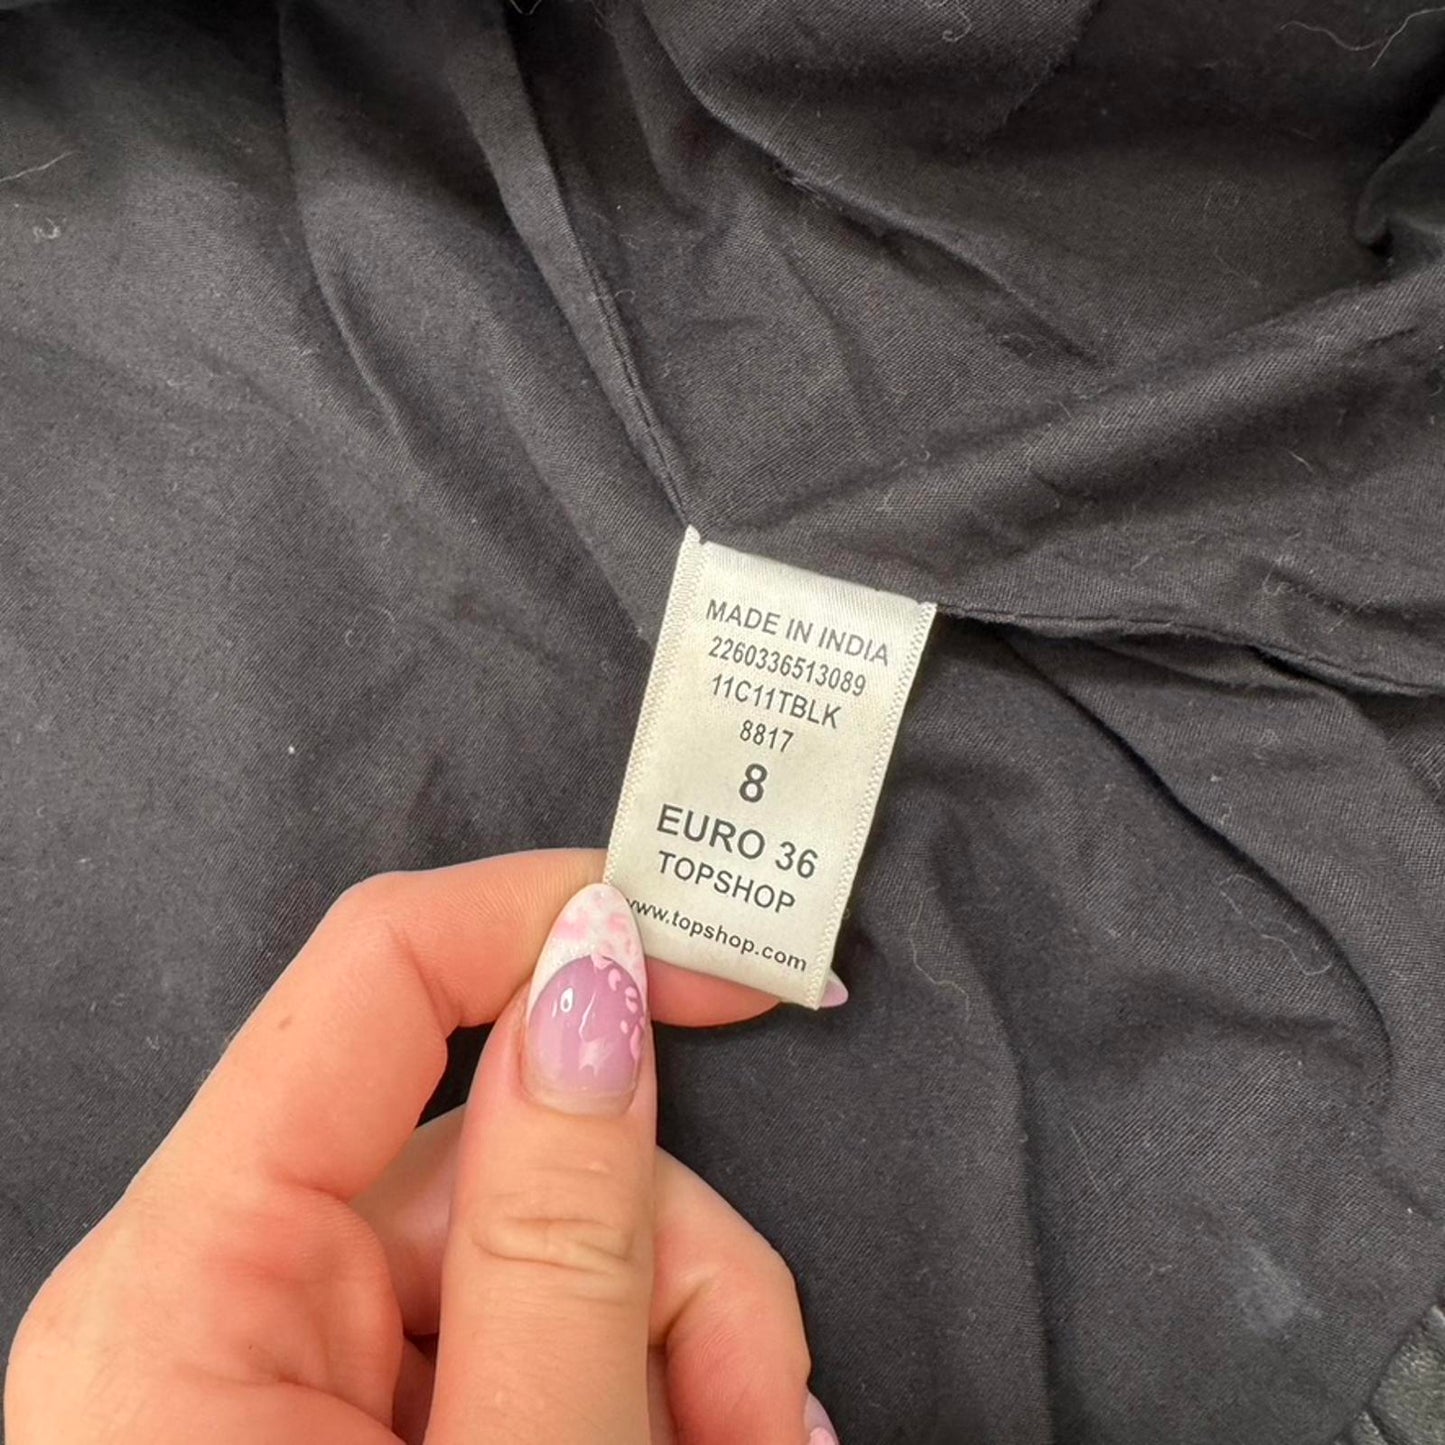 MADE IN INDIA
2260336513089
11C11TBLK
8817
8
EURO 36
TOPSHOP
www.topshop.com